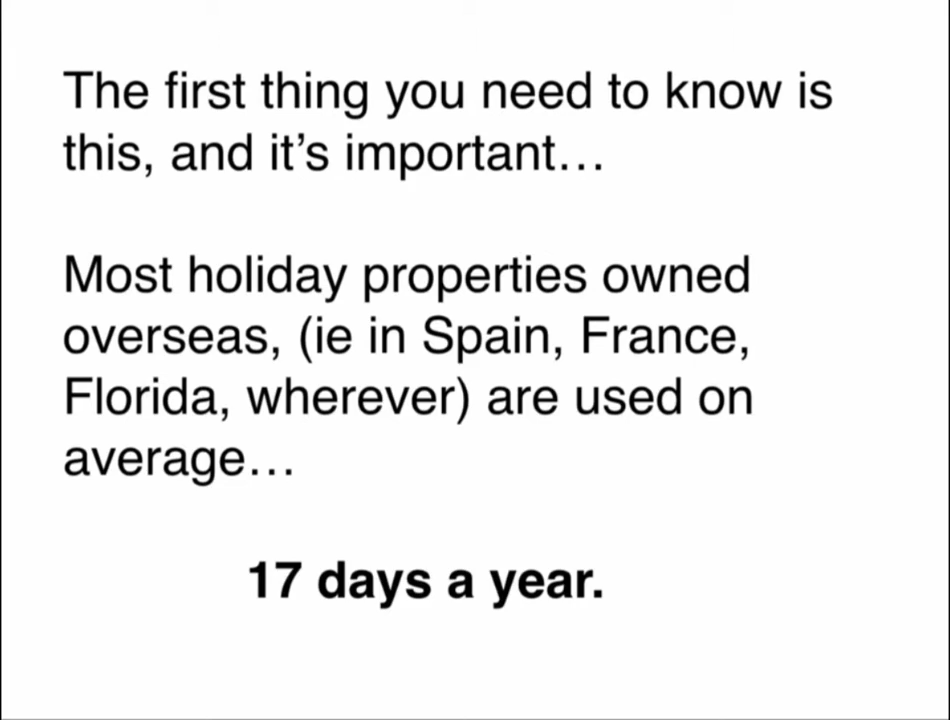 The first thing you need to know is
this, and it’s important…
Most holiday properties owned
overseas, (ie in Spain, France,
Florida, wherever) are used on
average…
17 days a year.